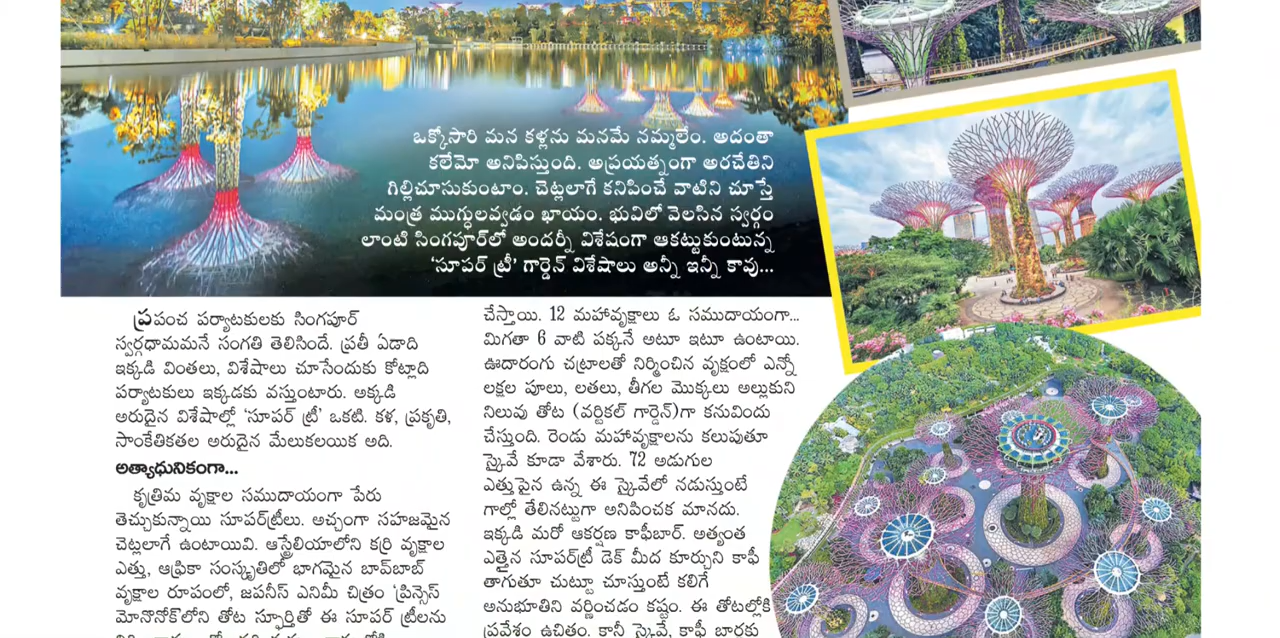 ఒక్కోసారి మన కళ్లను మనమే నమ్మలేం. అదంతా
కలేమో అనిపిస్తుంది. అప్రయత్నంగా అరచేతిని
గిల్లిచూసుకుంటాం. చెట్లలాగే కనిపించే వాటిని చూస్తే
మంత్ర ముగ్ధులవ్వడం ఖాయం. భువిలో వెలసిన స్వర్గం
లాంటి సింగపూర్‌లో అందర్నీ విశేషంగా ఆకట్టుకుంటున్న
‘సూపర్ ట్రీ’ గార్డెన్ విశేషాలు అన్నీ ఇన్నీ కావు...
ప్రపంచ పర్యాటకులకు సింగపూర్
స్వర్గధామమనే సంగతి తెలిసిందే. ప్రతీ ఏడాది
ఇక్కడి వింతలు, విశేషాలు చూసేందుకు కోట్లాది
పర్యాటకులు ఇక్కడకు వస్తుంటారు. అక్కడి
అరుదైన విశేషాల్లో ‘సూపర్ ట్రీ’ ఒకటి. కళ, ప్రకృతి,
సాంకేతికతల అరుదైన మేలుకలయిక అది.
అత్యాధునికంగా...
కృత్రిమ వృక్షాల సముదాయంగా పేరు
తెచ్చుకున్నాయి సూపర్‌ట్రీలు. అచ్చంగా సహజమైన
చెట్లలాగే ఉంటాయివి. ఆస్ట్రేలియాలోని కర్రి వృక్షాల
ఎత్తు, ఆఫ్రికా సంస్కృతిలో భాగమైన బావ్‌బాబ్
వృక్షాల రూపంలో, జపనీస్ ఎనిమీ చిత్రం ‘ప్రిన్సెస్
మోనోనోక్’లోని తోట స్ఫూర్తితో ఈ సూపర్ ట్రీలను
చేస్తాయి. 12 మహావృక్షాలు ఓ సముదాయంగా...
మిగతా 6 వాటి పక్కనే అటూ ఇటూ ఉంటాయి.
ఊదారంగు చట్రాలతో నిర్మించిన వృక్షంలో ఎన్నో
లక్షల పూలు, లతలు, తీగల మొక్కలు అల్లుకుని
నిలువు తోట (వర్టికల్ గార్డెన్)గా కనువిందు
చేస్తుంది. రెండు మహావృక్షాలను కలుపుతూ
స్కైవే కూడా వేశారు. 72 అడుగుల
ఎత్తుపైన ఉన్న ఈ స్కైవేలో నడుస్తుంటే
గాల్లో తేలినట్టుగా అనిపించక మానదు.
ఇక్కడి మరో ఆకర్షణ కాఫీబార్. అత్యంత
ఎత్తైన సూపర్‌ట్రీ డెక్ మీద కూర్చుని కాఫీ
తాగుతూ చుట్టూ చూస్తుంటే కలిగే
అనుభూతిని వర్ణించడం కష్టం. ఈ తోటల్లోకి
ప్రవేశం ఉచితం. కానీ స్కైవే, కాఫీ బార్‌కు